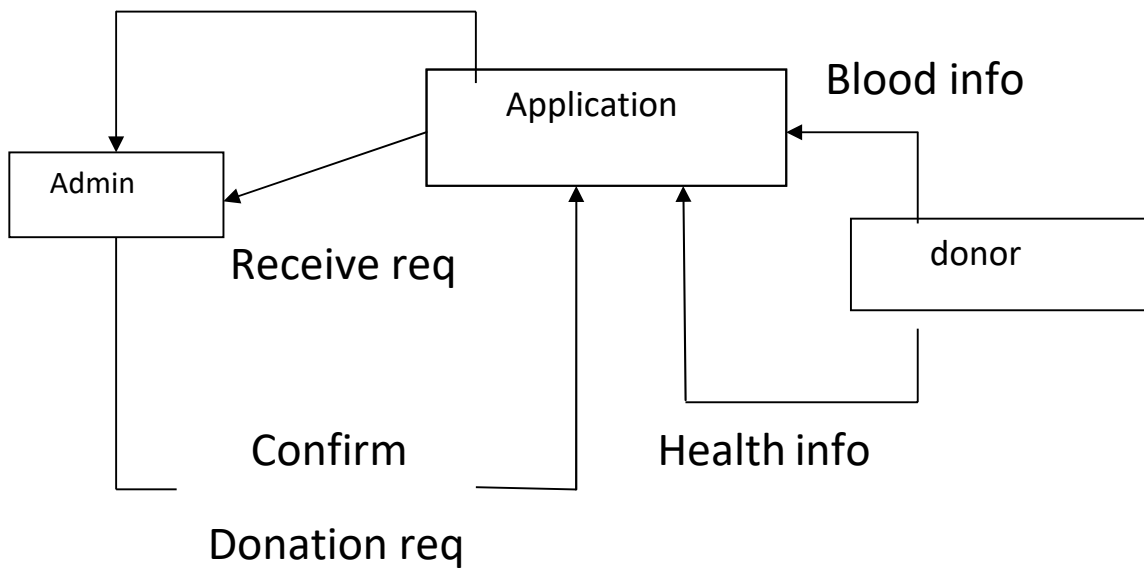 Application
Blood info
Admin
Receive req
donor
Confirm
Health info
Donation req